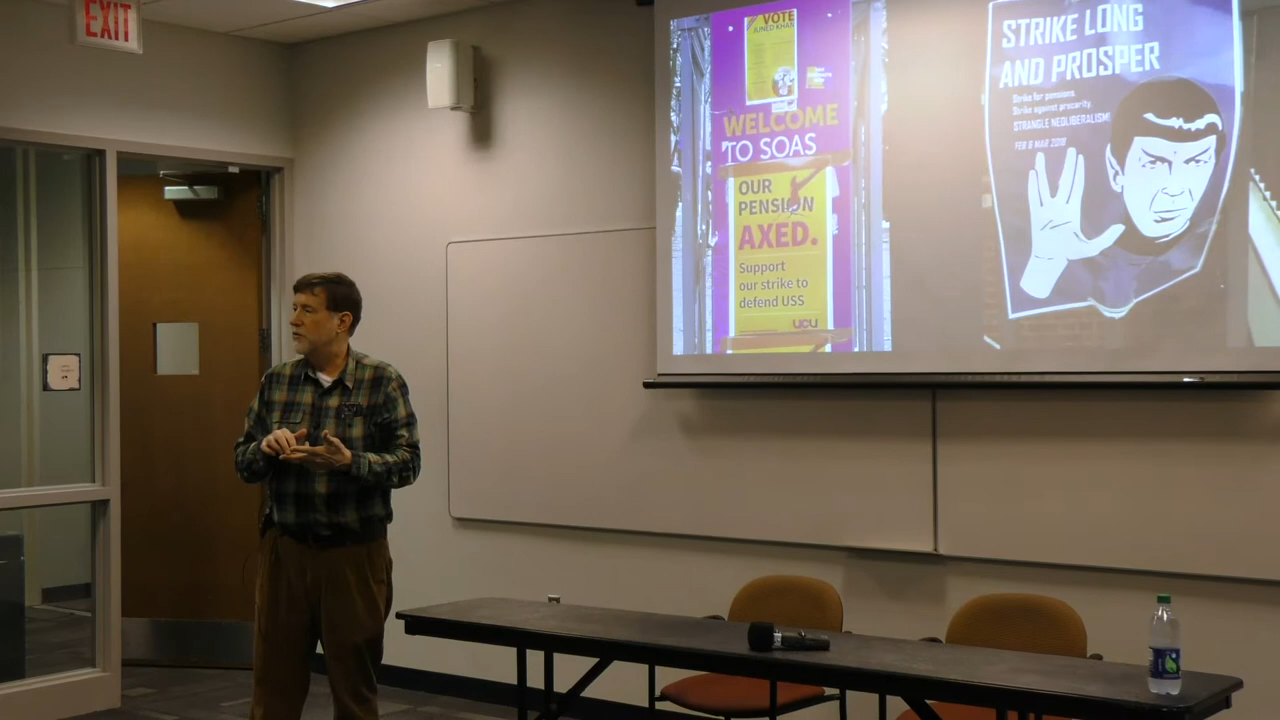 EXIT
VOTE
JUNED KHAN
WELCOME
TO SOAS
OUR
PENSION
AXED.
Support
our strike to
defend USS
UCU
STRIKE LONG
AND PROSPER
Strike for pensions.
Strike against precarity.
STRANGLE NEOLIBERALISM!
FEB & MAR 2018